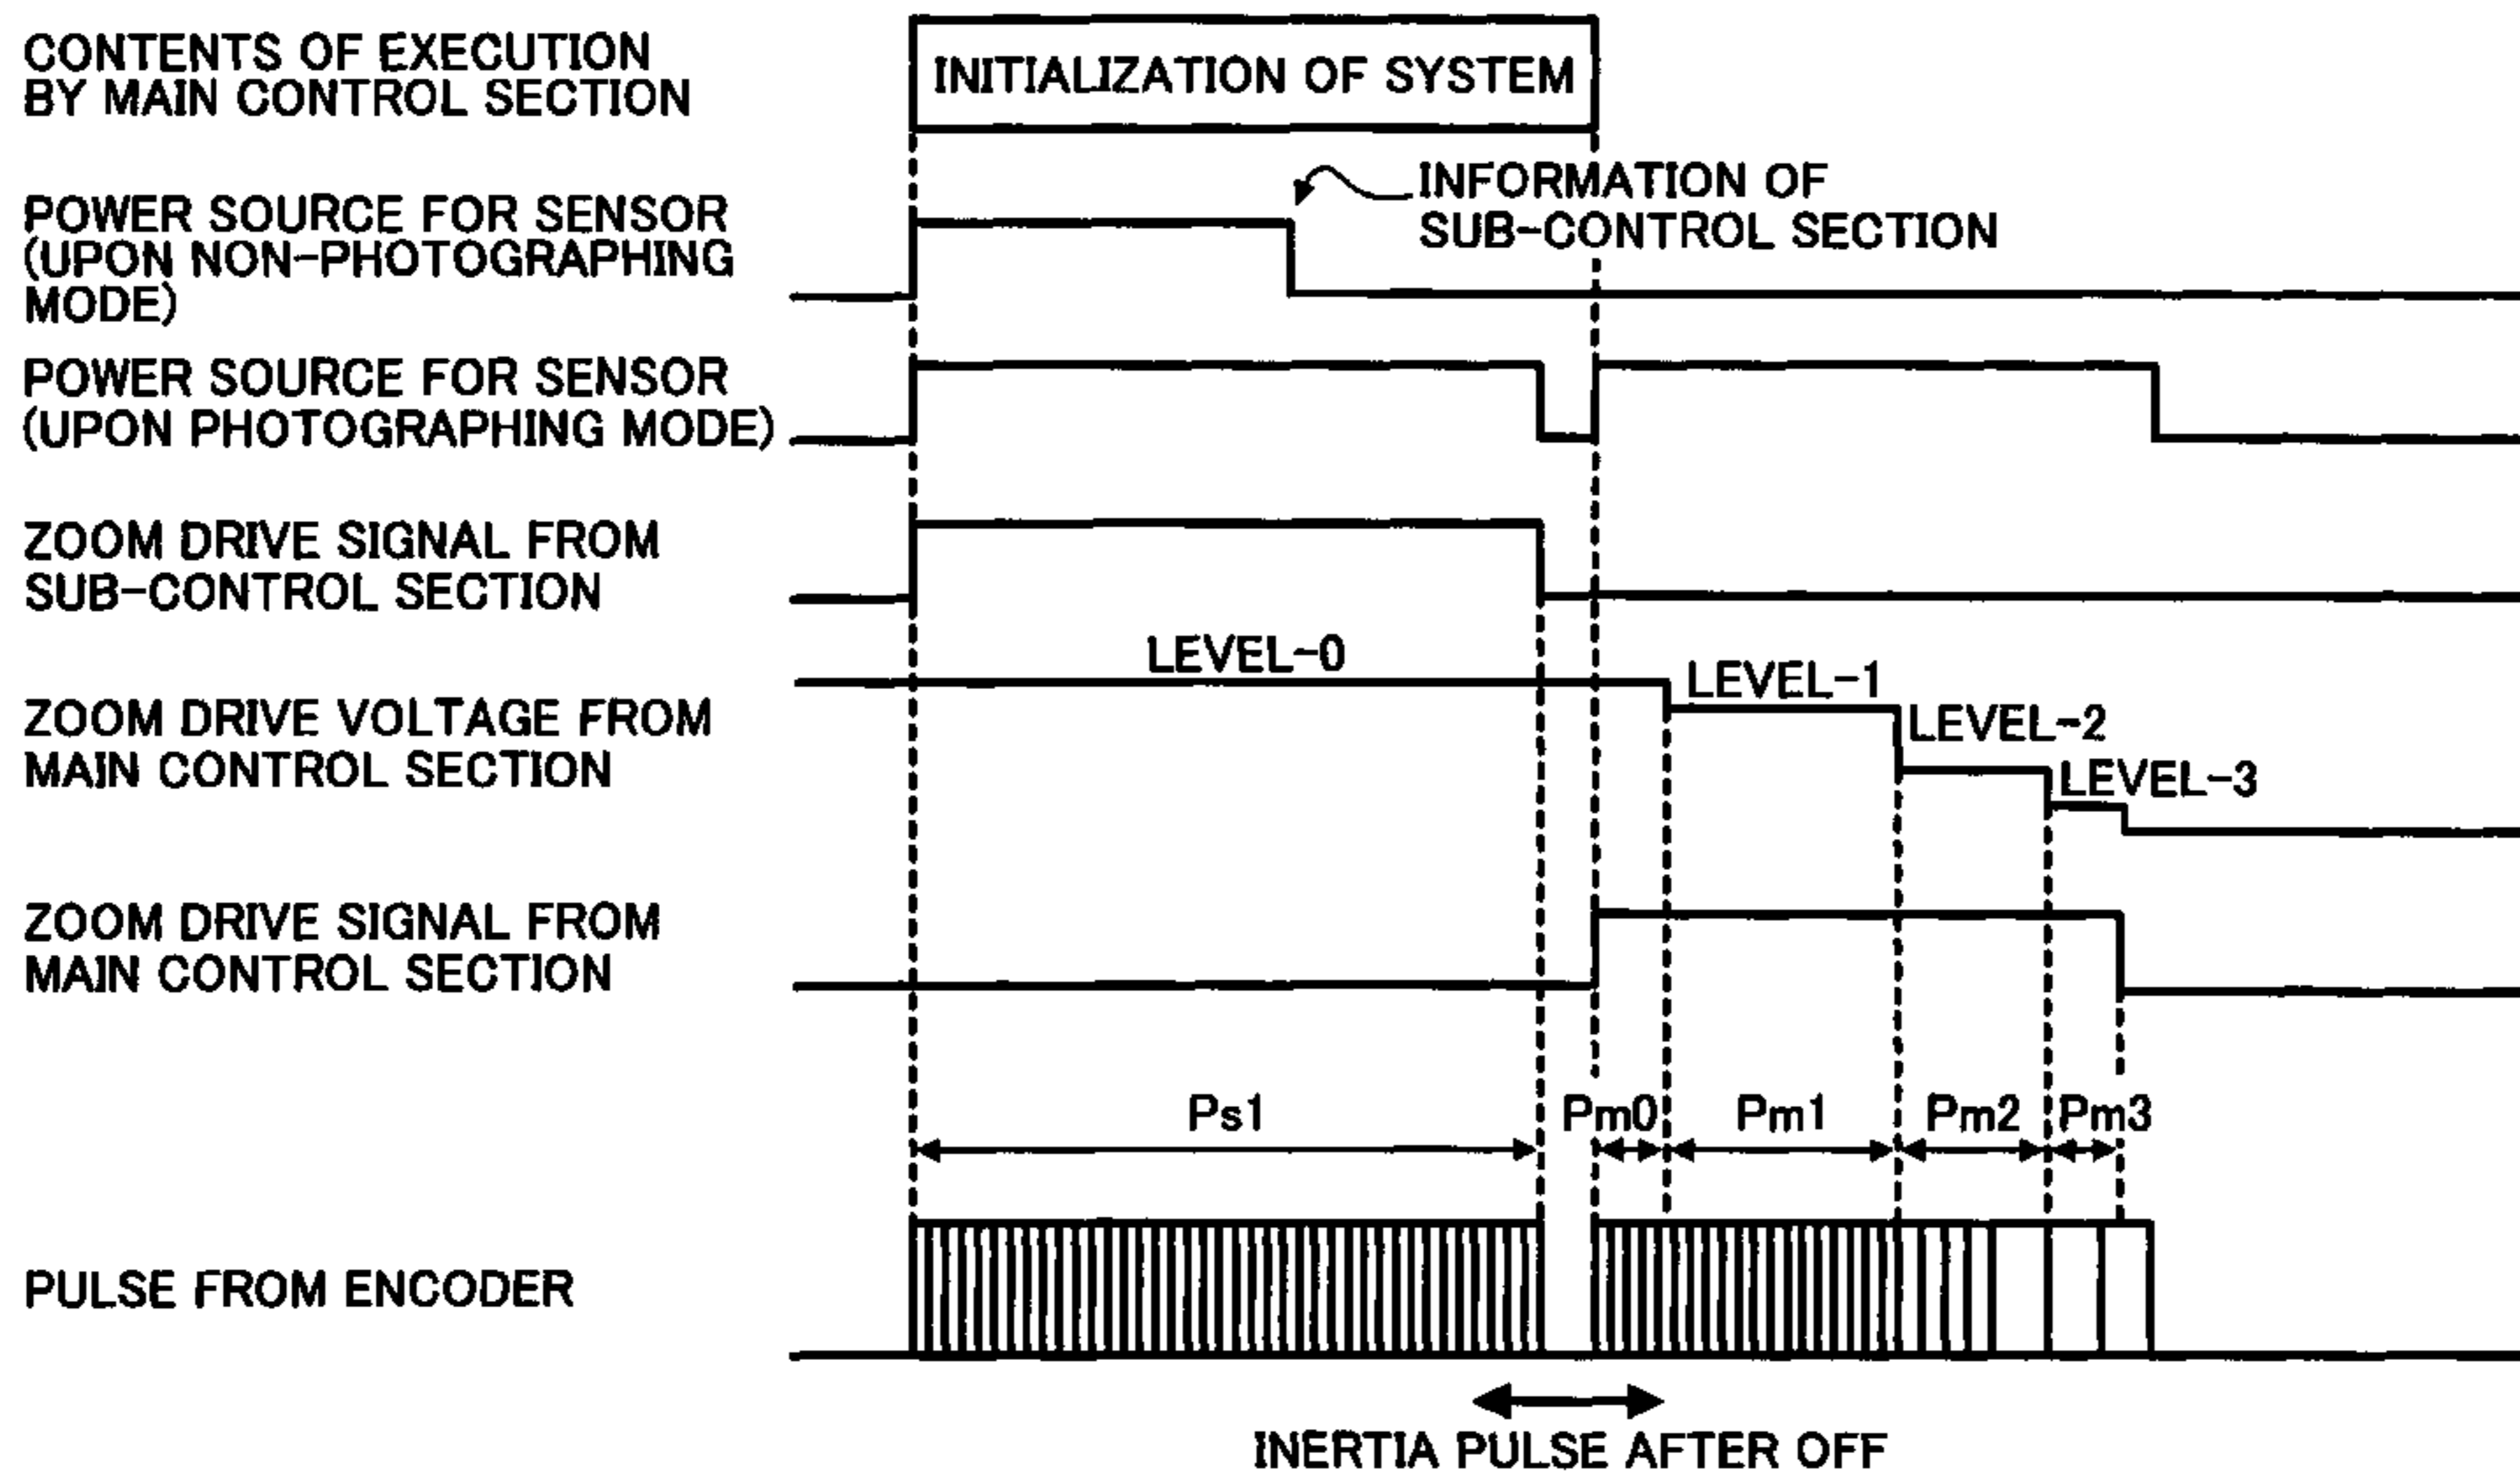 CONTENTS OF EXECUTION
BY MAIN CONTROL SECTION
INITIALIZATION OF SYSTEM
POWER SOURCE FOR SENSOR
(UPON NON-PHOTOGRAPHING
MODE)
INFORMATION OF
SUB-CONTROL SECTION
POWER SOURCE FOR SENSOR
(UPON PHOTOGRAPHING MODE)
ZOOM DRIVE SIGNAL FROM
SUB-CONTROL SECTION
LEVEL-0
LEVEL-1
LEVEL-2
LEVEL-3
ZOOM DRIVE VOLTAGE FROM
MAIN CONTROL SECTION
ZOOM DRIVE SIGNAL FROM
MAIN CONTROL SECTION
Ps1
Pm0
Pm1
Pm2
Pm3
PULSE FROM ENCODER
INERTIA PULSE AFTER OFF